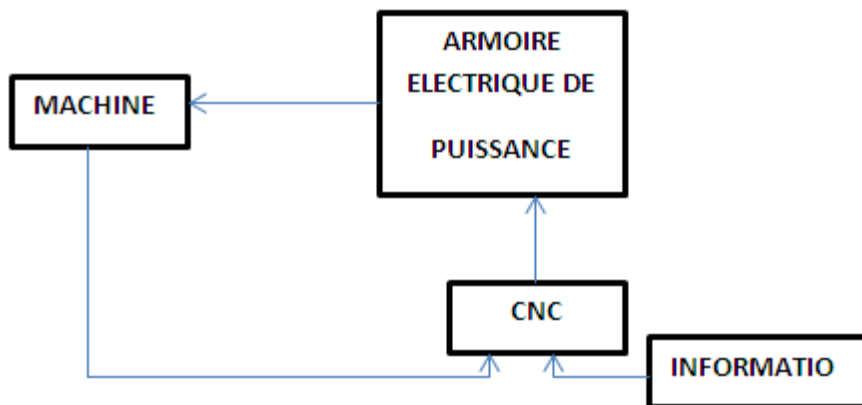 ARMOIRE
ELECTRIQUE DE
PUISSANCE
MACHINE
CNC
INFORMATIO